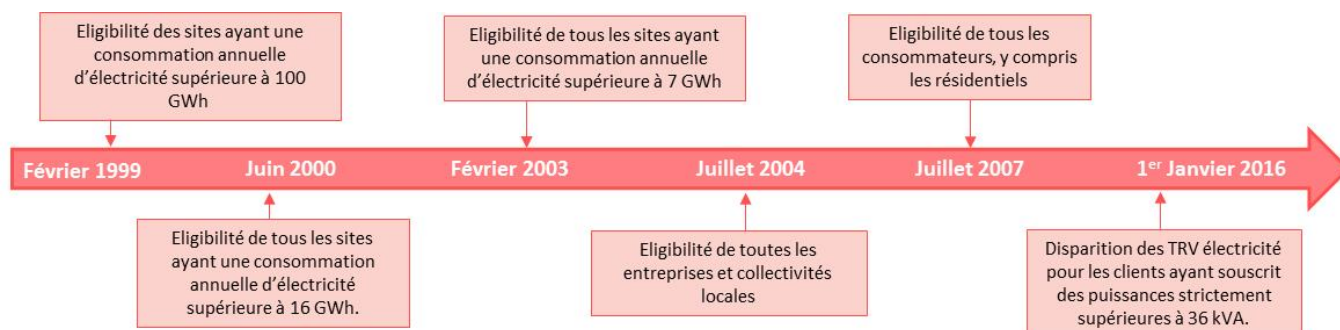 Eligibilité des sites ayant une
consommation annuelle
d'électricité supérieure à 100
GWh
Eligibilité de tous les sites ayant
une consommation annuelle
d'électricité supérieure à 7 GWh
Eligibilité de tous les
consommateurs, y compris
les résidentiels
Février 1999
Juin 2000
Février 2003
Juillet 2004
Juillet 2007
1er Janvier 2016
Eligibilité de tous les sites
ayant une consommation
annuelle d'électricité
supérieure à 16 GWh.
Eligibilité de toutes les
entreprises et collectivités
locales
Disparition des TRV électricité
pour les clients ayant souscrit
des puissances strictement
supérieures à 36 kVA.